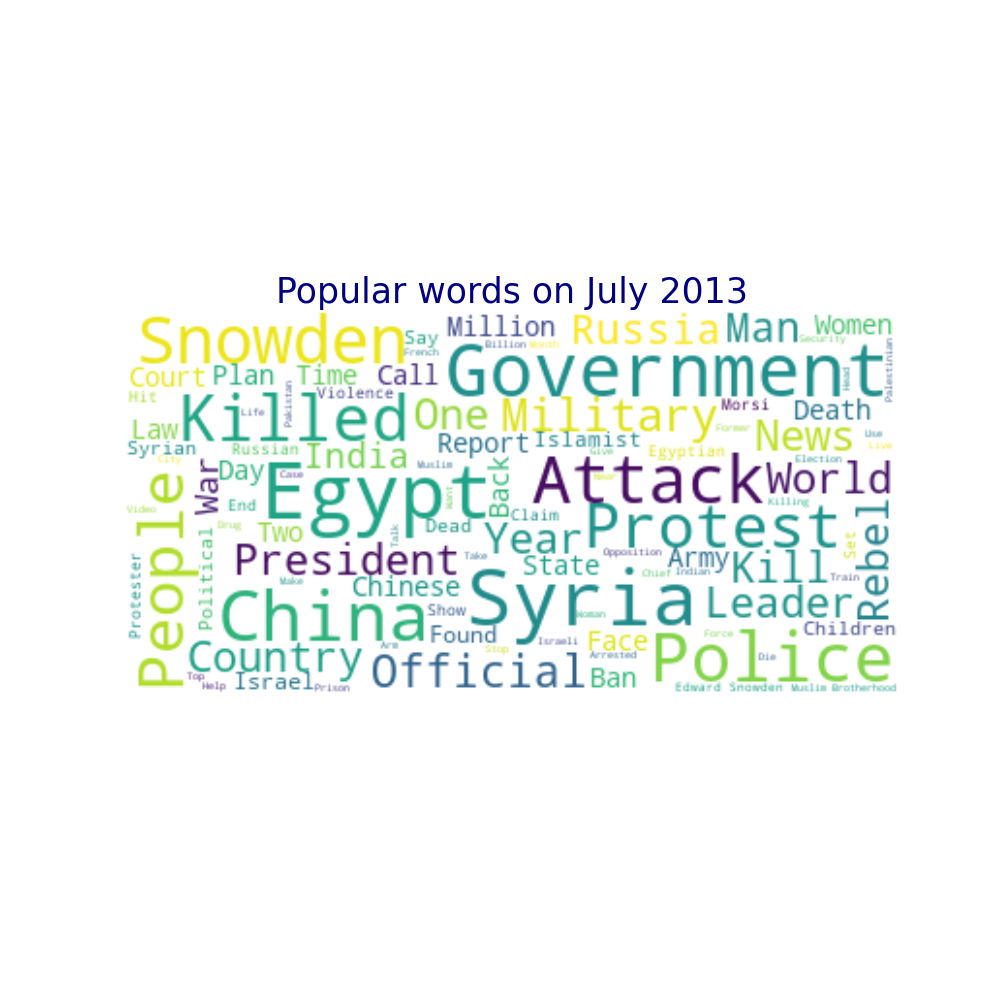 Popular words on July 2013
Snowden
Say
French
Million
Billion
Month
Russia
Man
Women
Security
Government
Palestinian
Head
Court
Plan
Time
Call
Hit
Pakistan
Violence
Killed
Life
One
Military
Morsi
Former
Death
Law
Report
Islamist
News
Use
Live
Syrian
Russian
India
Give
Egyptian
Election
City
War
Day
Case
Muslim
Back
Attack
Near
World
People
Egypt
Want
Killing
Video
End
Drug
Two
Talk
Dead
Claim
Year
Protest
Rebel
Set
Protester
Political
President
Take
State
Opposition
Army
Chief
Indian
Kill
Train
Make
Chinese
China
Show
Syria
Woman
Leader
Found
Israeli
Face
Force
Children
Country
Arm
Stop
Arrested
Police
Die
Top
Help
Israel
Prison
Official
Ban
Edward Snowden
Muslim Brotherhood